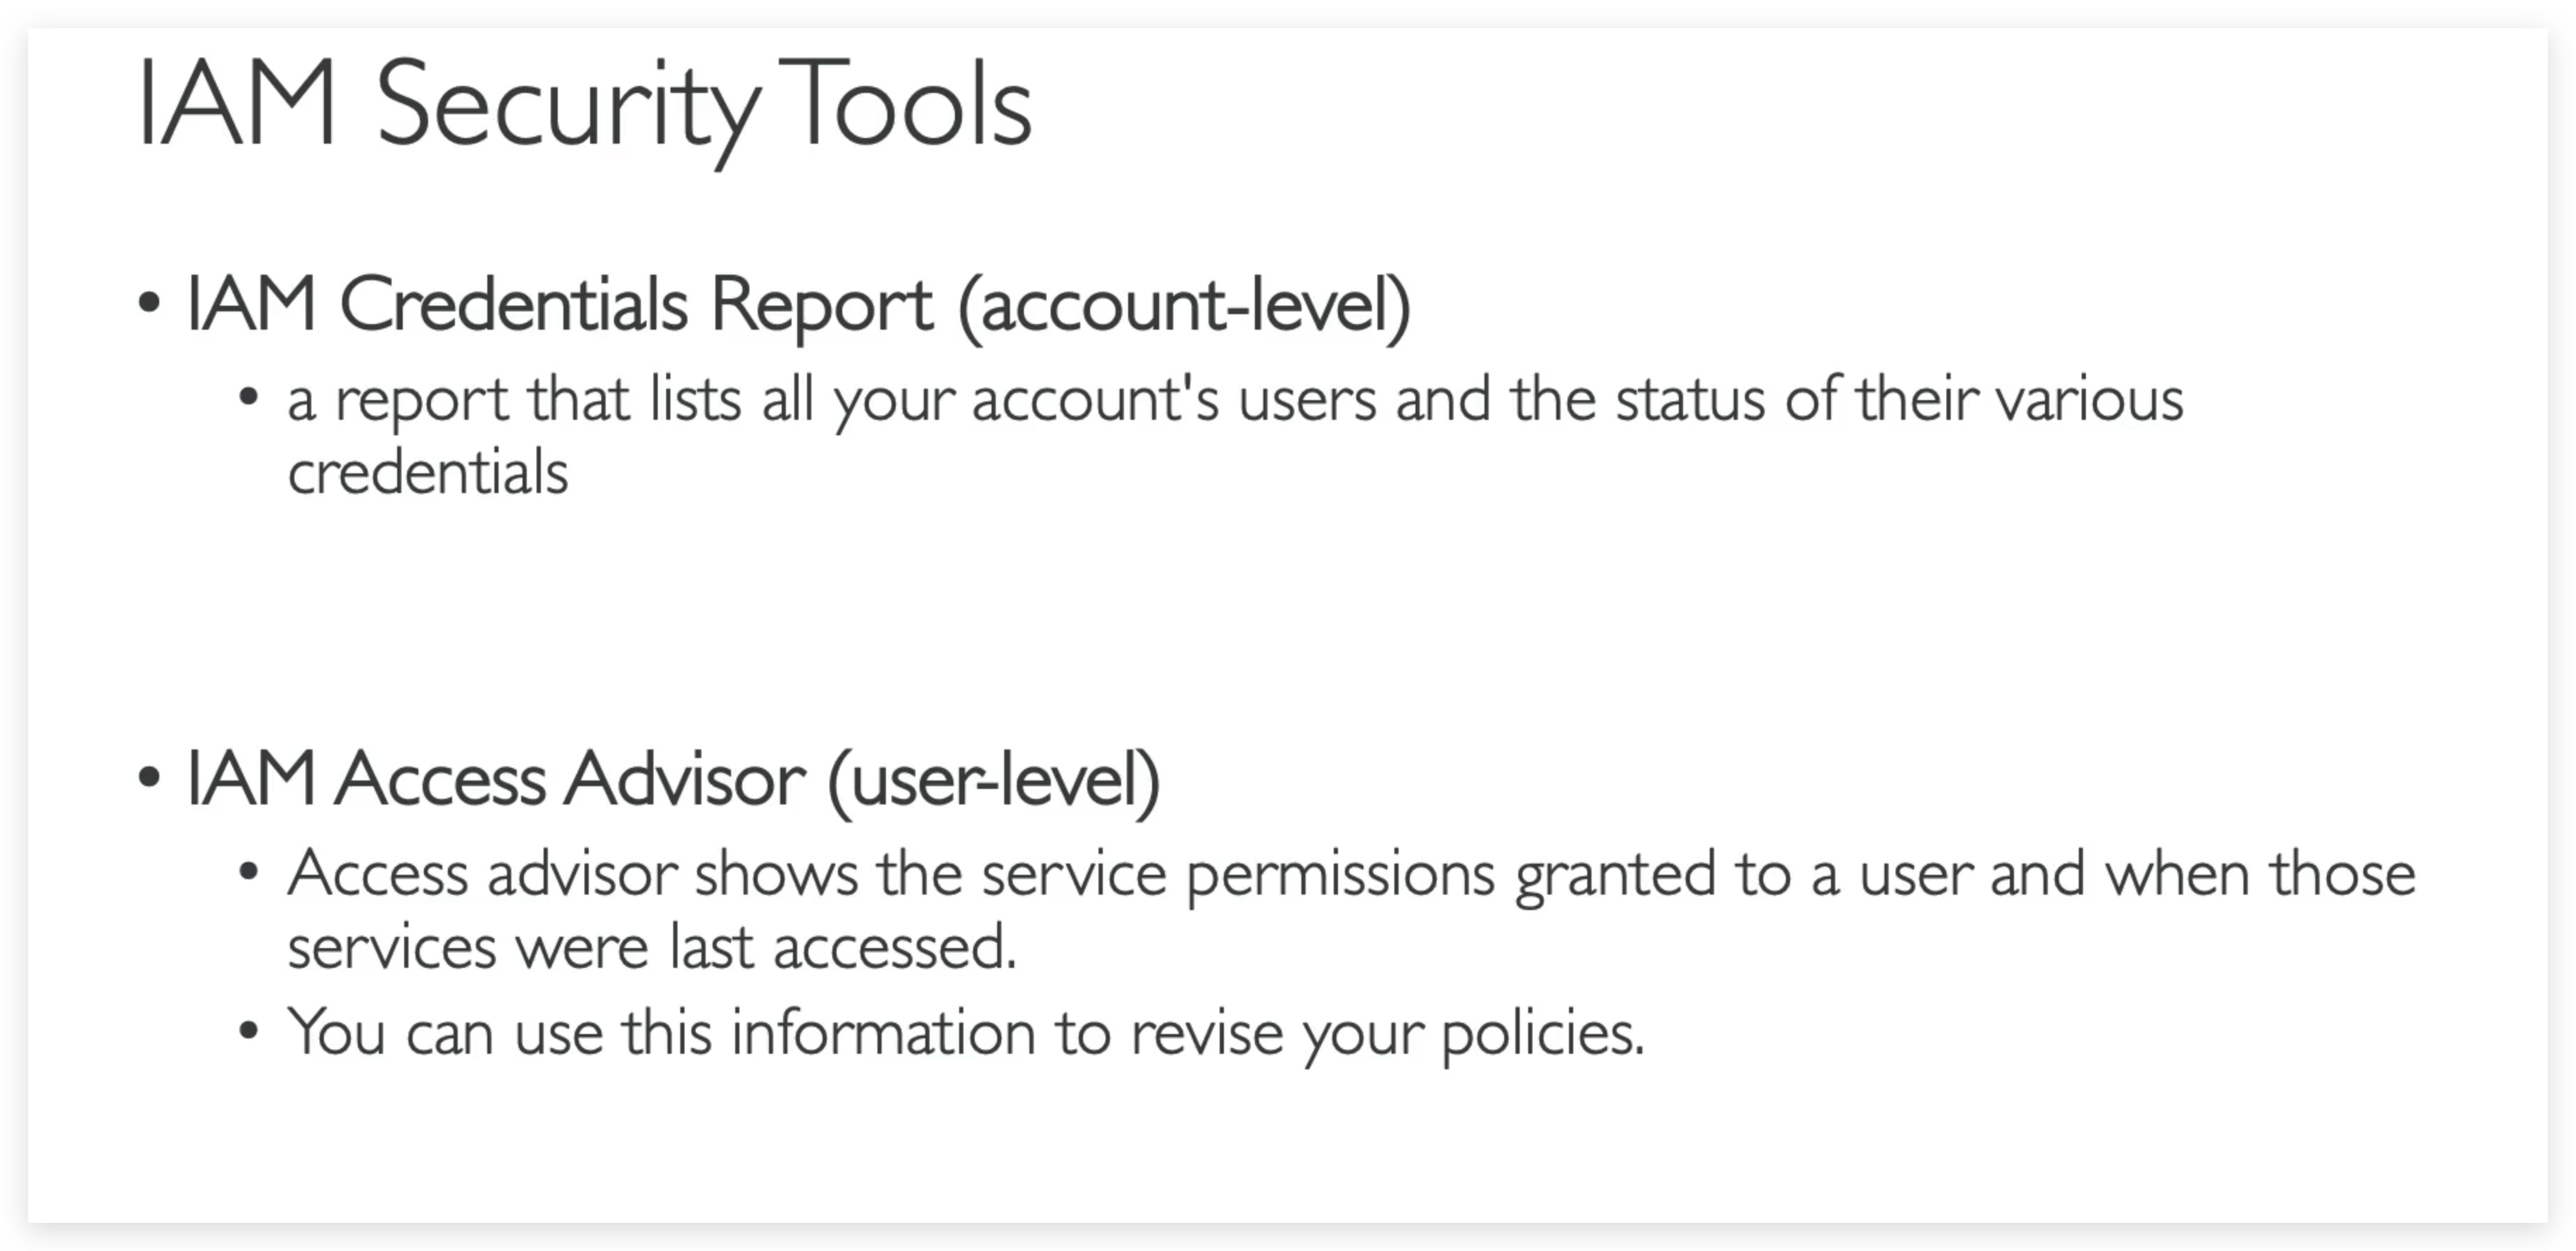 IAM Security Tools
• IAM Credentials Report (account-level)
• a report that lists all your account's users and the status of their various
credentials
• IAM Access Advisor (user-level)
• Access advisor shows the service permissions granted to a user and when those
services were last accessed.
• You can use this information to revise your policies.